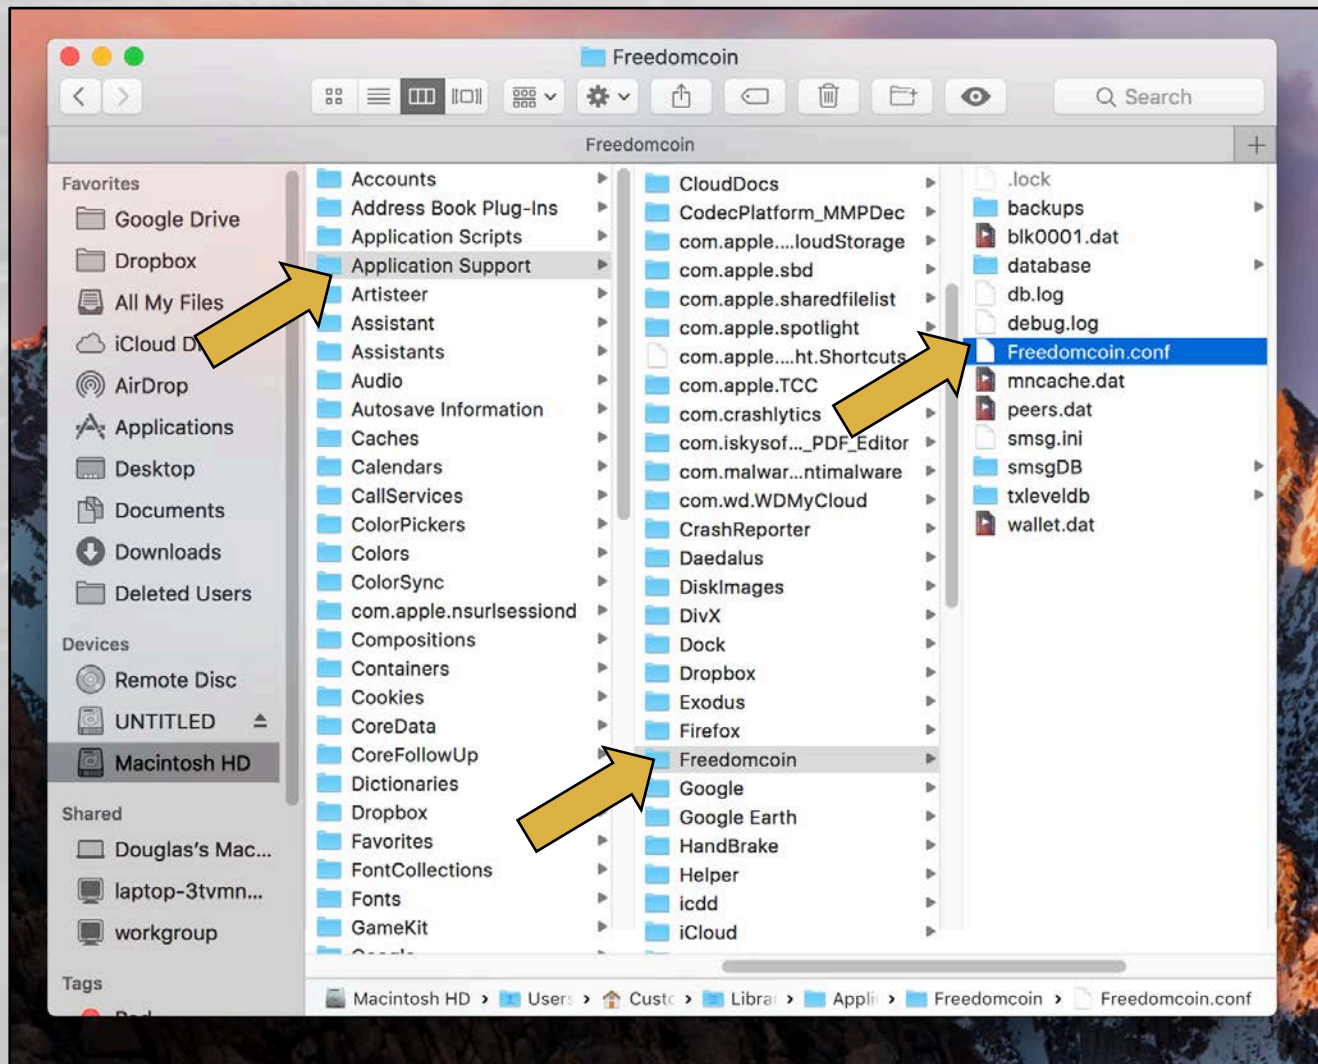 Freedomcoin
Search
Freedomcoin
Favorites
Google Drive
Dropbox
All My Files
iCloud
AirDrop
Applications
Desktop
Documents
Downloads
Deleted Users
Devices
Remote Disc
UNTITLED
Macintosh HD
Shared
Douglas's Mac...
laptop-3tvmn...
workgroup
Tags
Accounts
Address Book Plug-Ins
Application Scripts
Application Support
Artisteer
Assistant
Assistants
Audio
Autosave Information
Caches
Calendars
CallServices
ColorPickers
Colors
ColorSync
com.apple.nsurlsessiond
Compositions
Containers
Cookies
CoreData
CoreFollowUp
Dictionaries
Dropbox
Favorites
FontCollections
Fonts
GameKit
CloudDocs
CodecPlatform_MMPDec
com.apple....loudStorage
com.apple.sbd
com.apple.sharedfilelist
com.apple.spotlight
com.apple....ht.Shortcuts
com.apple.TCC
com.crashlytics
com.iskysof..._PDF_Editor
com.malwar...ntimalware
com.wd.WDMyCloud
CrashReporter
Daedalus
DiskImages
DivX
Dock
Dropbox
Exodus
Firefox
Freedomcoin
Google
Google Earth
HandBrake
Helper
icdd
iCloud
.lock
backups
blk0001.dat
database
db.log
debug.log
Freedomcoin.conf
mncache.dat
peers.dat
smsg.ini
smsgDB
txleveldb
wallet.dat
Macintosh HD › Users › Custo › Librar › Appli › Freedomcoin › Freedomcoin.conf